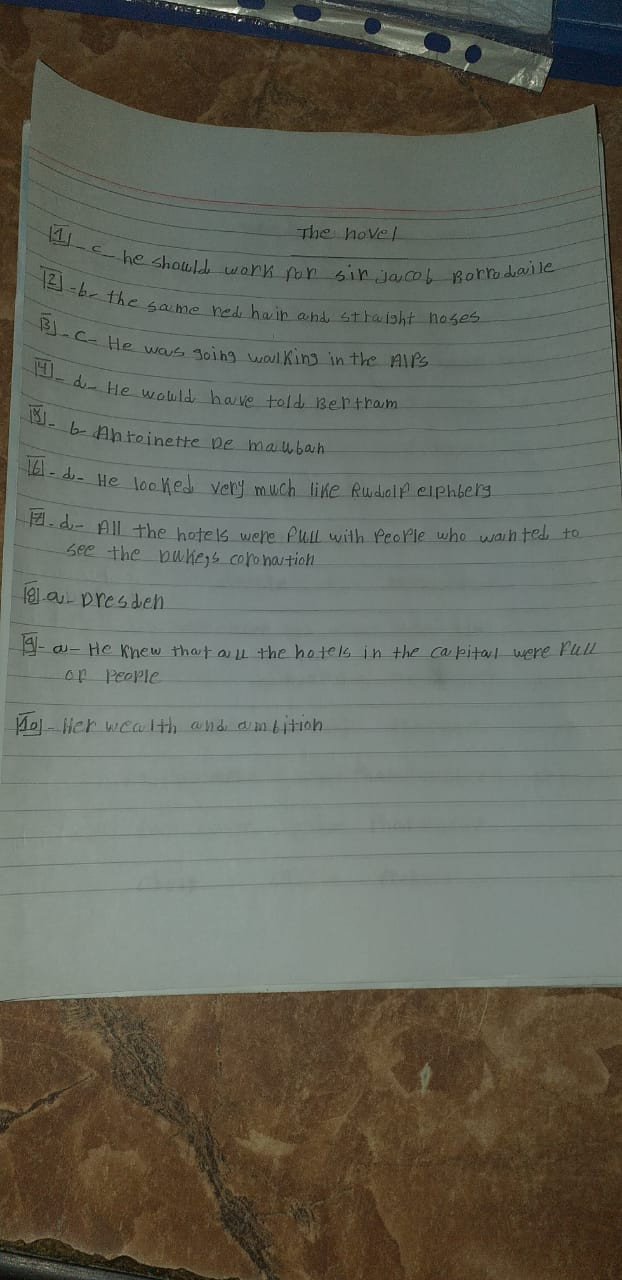 The novel
1 - c - he should work for sir Jacob Borrodaile
2 - b - the same red hair and straight noses
3 - c - He was going walking in the Alps
4 - d - He would have told Bertram
5 - b - Antoinette De mauban
6 - d - He looked very much like Rudolf elphberg
7 - d - All the hotels were full with People who wanted to
see the Duke,s coronation
8 a - Dresden
9 - a - He Knew that all the hotels in the capital were full
of People
10 - Her wealth and ambition